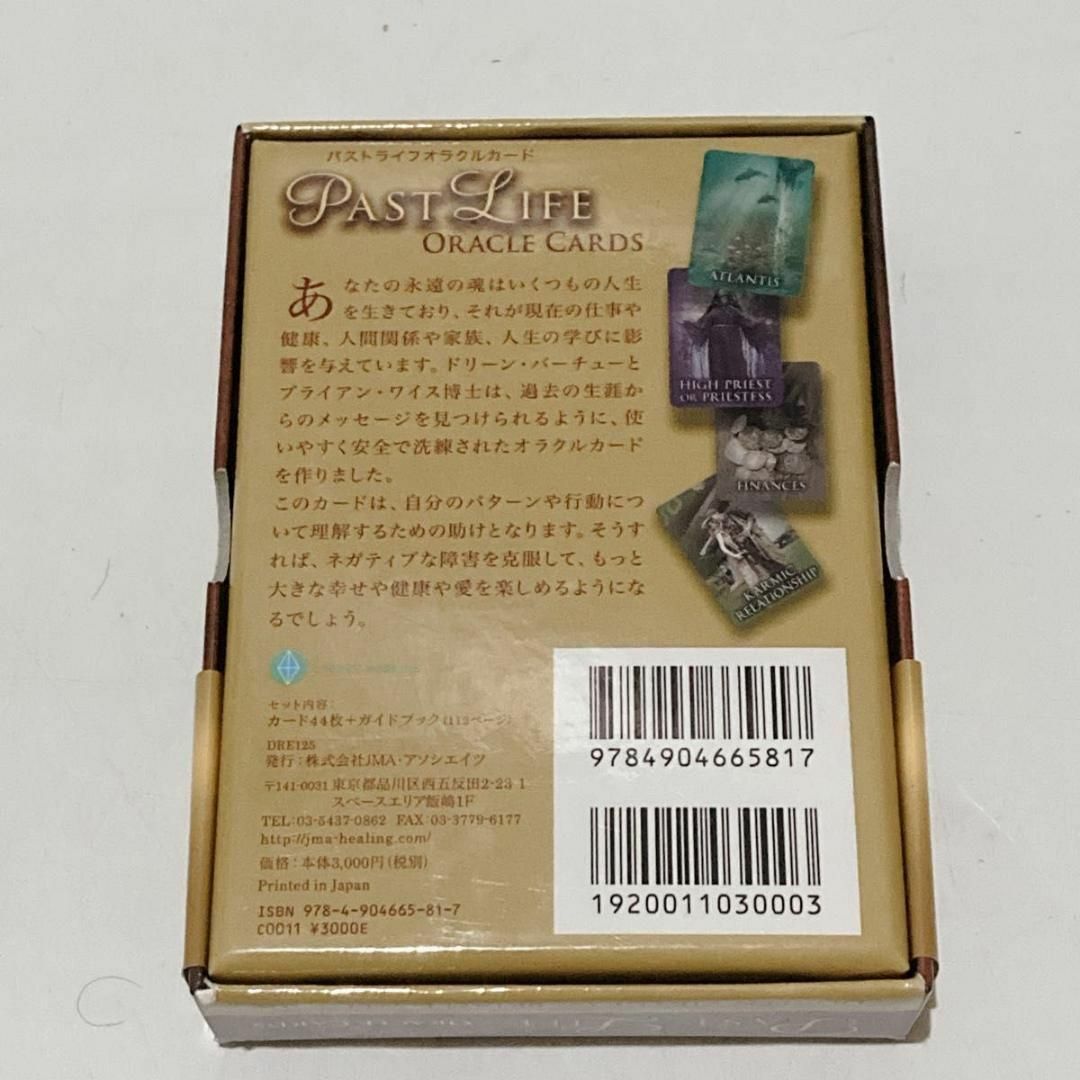 パストライフオラクルカード
PAST LIFE
ORACLE CARDS
あなたの永遠の魂はいくつもの人生
を生きており、それが現在の仕事や
健康、人間関係や家族、人生の学びに影
響を与えています。ドリーン・バーチューと
ブライアン・ワイス博士は、過去の生涯か
らのメッセージを見つけられるように、使
いやすく安全で洗練されたオラクルカード
を作りました。
このカードは、自分のパターンや行動につ
いて理解するための助けとなります。そうす
れば、ネガティブな障害を克服して、もっと
大きな幸せや健康や愛を楽しめるようにな
るでしょう。
ATLANTIS
HIGH PRIEST
OR PRIESTESS
FINANCES
KARMIC
RELATIONSHIP
セット内容:
カード44枚+ガイドブック(112ページ)
DRE125
発行:株式会社JMA・アソシエイツ
〒141-0031 東京都品川区西五反田2-23-1
スペースエリア飯嶋1F
TEL:03-5437-0862 FAX:03-3779-6177
http://jma-healing.com/
価格:本体3,000円(税別)
Printed in Japan
ISBN 978-4-904665-81-7
C0011 ¥3000E
9784904665817
1920011030003